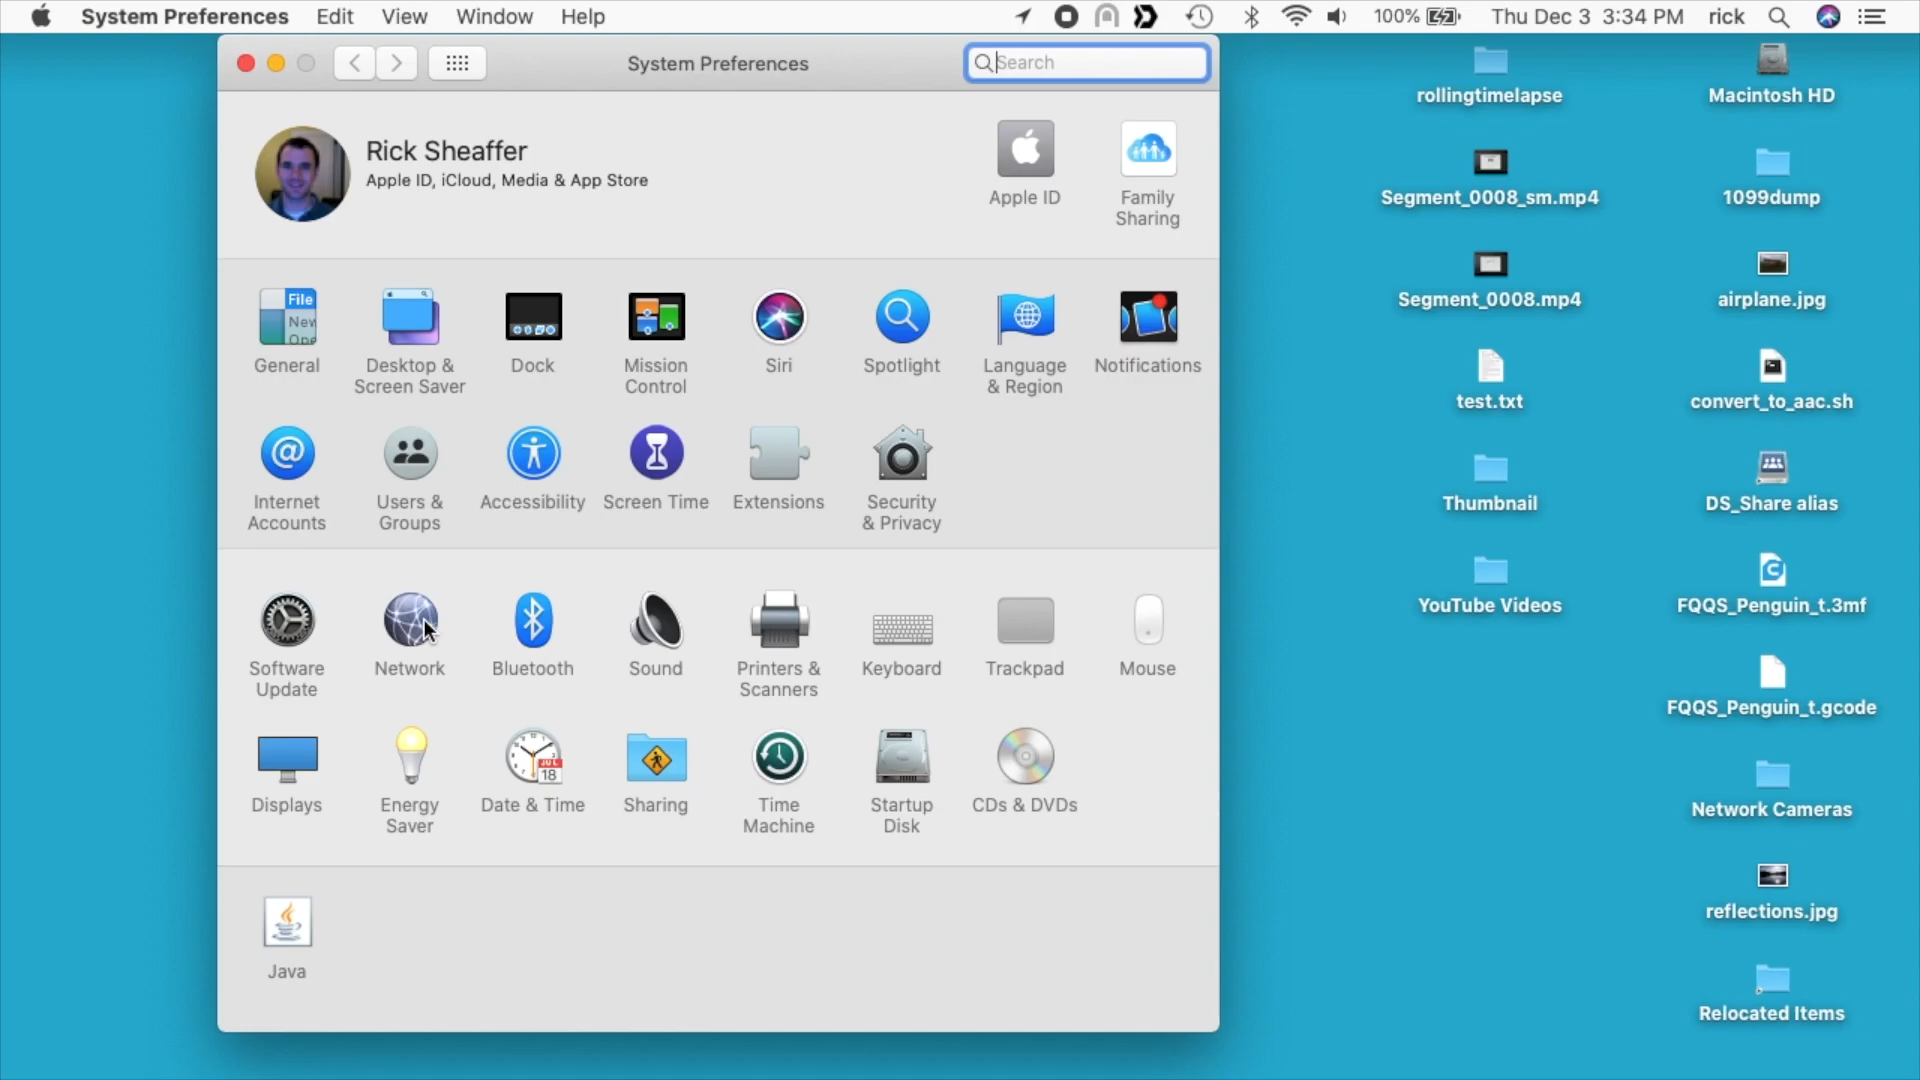 System Preferences Edit View Window Help 100% Thu Dec 3 3:34 PM rick
System Preferences
Search
Rick Sheaffer
Apple ID, iCloud, Media & App Store
Apple ID
Family
Sharing
File
New
Ope
General
Desktop &
Screen Saver
Dock
Mission
Control
Siri
Spotlight
Language
& Region
Notifications
@
Internet
Accounts
Users &
Groups
Accessibility
Screen Time
Extensions
Security
& Privacy
Software
Update
Network
Bluetooth
Sound
Printers &
Scanners
Keyboard
Trackpad
Mouse
Displays
Energy
Saver
JUL
18
Date & Time
Sharing
Time
Machine
Startup
Disk
CDs & DVDs
Java
rollingtimelapse
Segment_0008_sm.mp4
Segment_0008.mp4
test.txt
Thumbnail
YouTube Videos
Macintosh HD
1099dump
airplane.jpg
convert_to_aac.sh
DS_Share alias
FQQS_Penguin_t.3mf
FQQS_Penguin_t.gcode
Network Cameras
reflections.jpg
Relocated Items